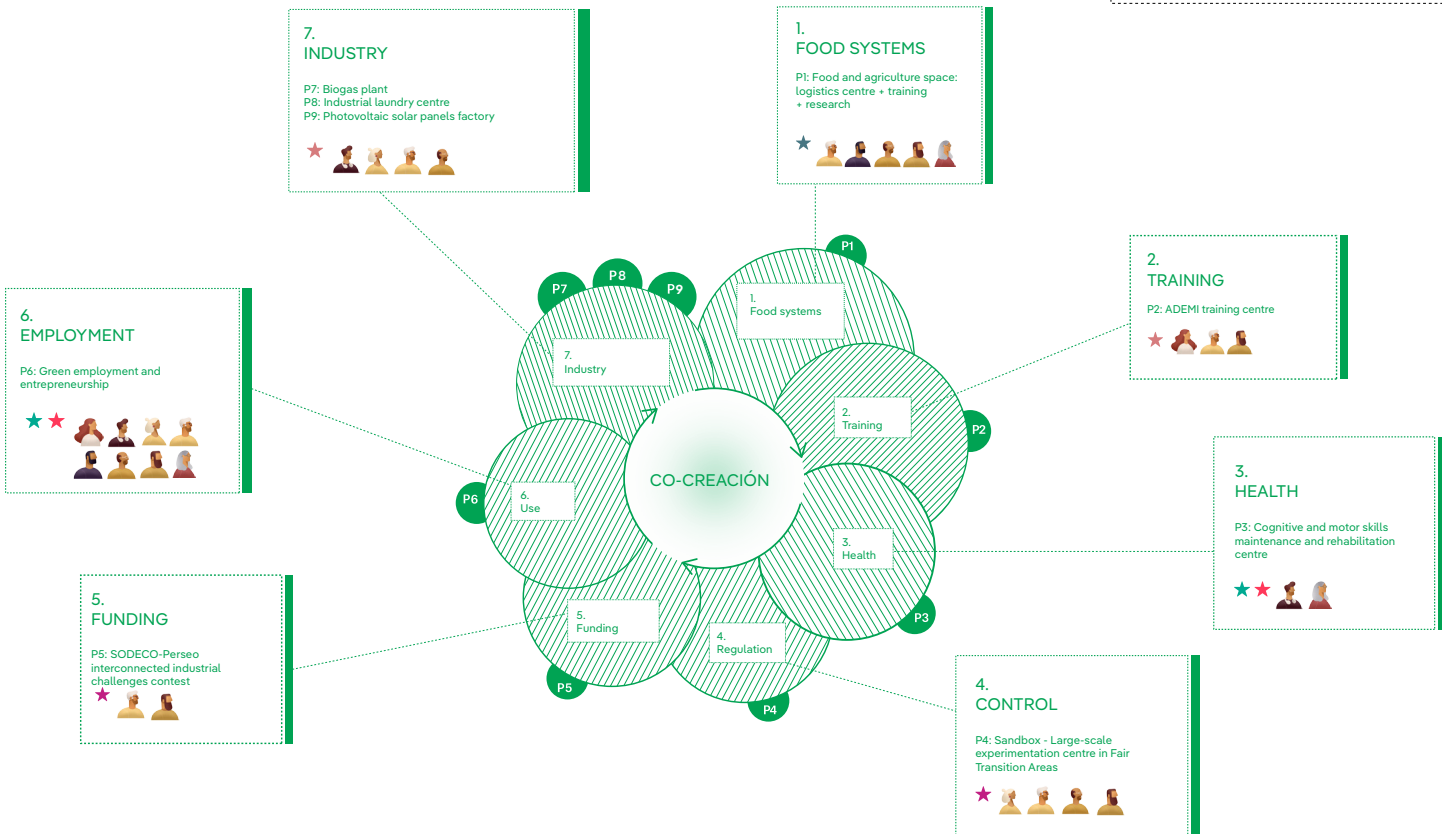 7.
INDUSTRY
P7: Biogas plant
P8: Industrial laundry centre
P9: Photovoltaic solar panels factory
1.
FOOD SYSTEMS
P1: Food and agriculture space:
logistics centre + training
+ research
2.
TRAINING
P2: ADEMI training centre
6.
EMPLOYMENT
P6: Green employment and
entrepreneurship
3.
HEALTH
P3: Cognitive and motor skills
maintenance and rehabilitation
centre
5.
FUNDING
P5: SODECO-Perseo
interconnected industrial
challenges contest
4.
CONTROL
P4: Sandbox - Large-scale
experimentation centre in Fair
Transition Areas
P1
P2
P3
P4
P5
P6
P7
P8
P9
1.
Food systems
2.
Training
3.
Health
4.
Regulation
5.
Funding
6.
Use
7.
Industry
CO-CREACIÓN